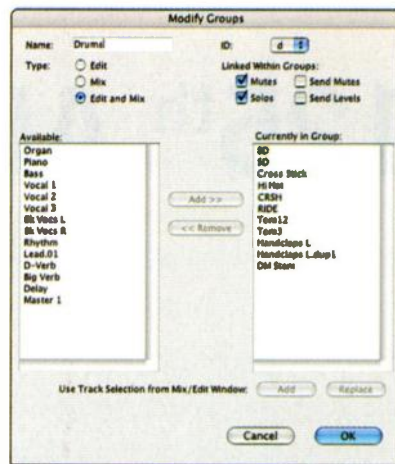 Modify Groups
Name: Drums ID: d
Type: Edit Linked Within Groups:
Mix Mutes Send Mutes
Edit and Mix Solos Send Levels
Available: Currently in Group:
Organ
Piano
Bass
Vocal 1
Vocal 2
Vocal 3
Bk Vocs L
Bk Vocs R
Rhythm
Lead.01
D-Verb
Big Verb
Delay
Master 1
Add >>
<< Remove
BD
SD
Cross Stick
Hi Hat
CRSH
RIDE
Tom12
Tom3
Handclaps L
Handclaps L.dup1
DM Stem
Use Track Selection from Mix/Edit Window: Add Replace
Cancel OK